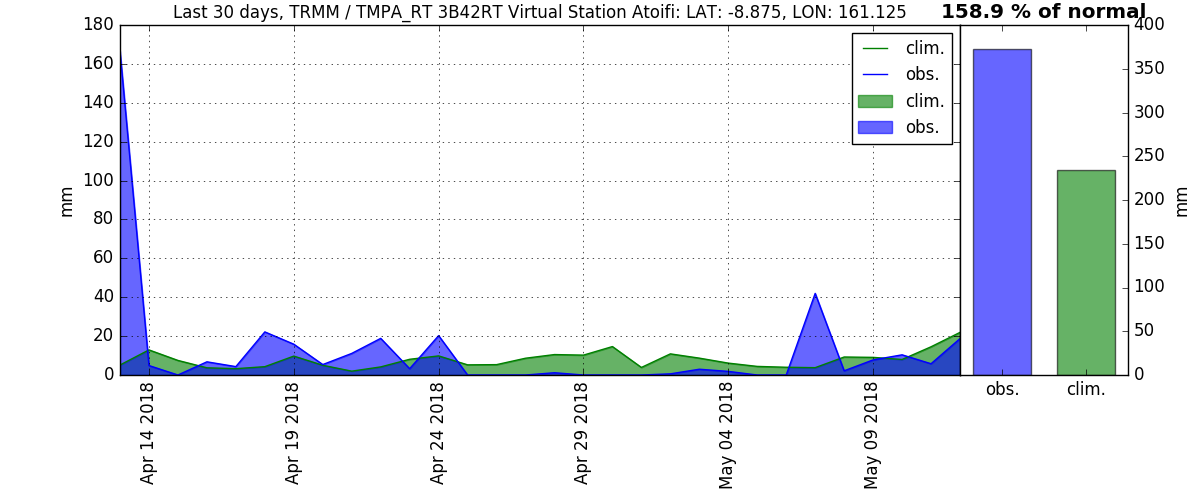 Last 30 days, TRMM / TMPA_RT 3B42RT Virtual Station Atoifi: LAT: -8.875, LON: 161.125
158.9 % of normal
180
160
140
120
100
80
60
40
20
0
mm
clim.
obs.
clim.
obs.
Apr 14 2018
Apr 19 2018
Apr 24 2018
Apr 29 2018
May 04 2018
May 09 2018
400
350
300
250
200
150
100
50
0
mm
obs.
clim.